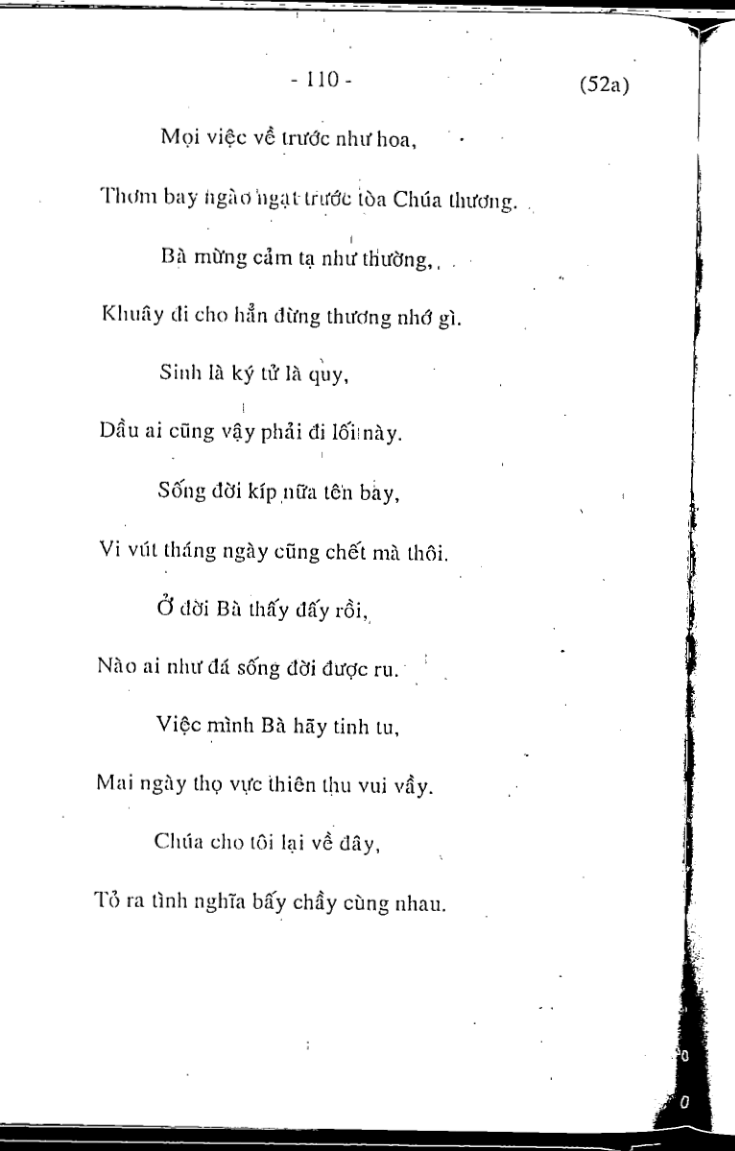 - 110 - (52a)
Mọi việc về trước như hoa,
Thơm bay ngào ngạt trước tòa Chúa thương.
Bà mừng cảm tạ như thường,
Khuây đi cho hẳn đừng thương nhớ gì.
Sinh là ký tử là quy,
Dầu ai cũng vậy phải đi lối này.
Sống đời kíp nữa tên bay,
Vi vút tháng ngày cũng chết mà thôi.
Ở đời Bà thấy đấy rồi,
Nào ai như đá sống đời được ru.
Việc mình Bà hãy tinh tu,
Mai ngày thọ vực thiên thu vui vầy.
Chúa cho tôi lại về đây,
Tỏ ra tình nghĩa bấy chầy cùng nhau.